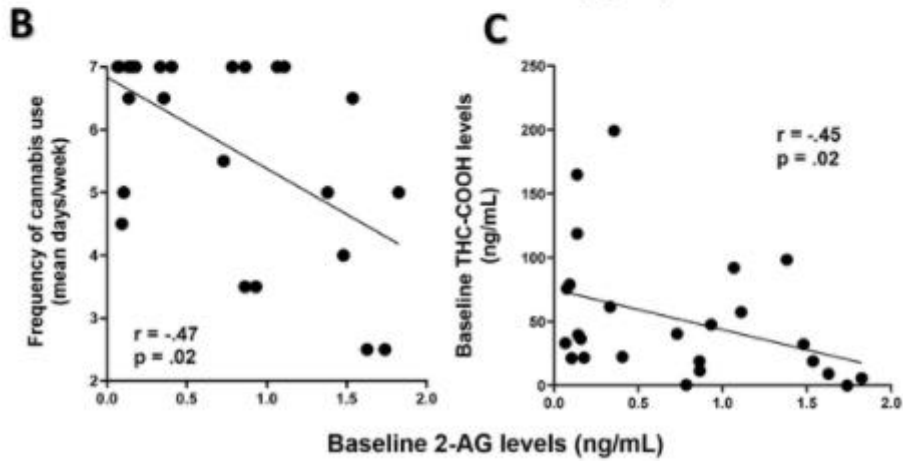 B
Frequency of cannabis use
(mean days/week)
7
6
5
4
3
2
r = -.47
p = .02
0.0
0.5
1.0
1.5
2.0
C
Baseline THC-COOH levels
(ng/mL)
250
200
150
100
50
0
r = -.45
p = .02
0.0
0.5
1.0
1.5
2.0
Baseline 2-AG levels (ng/mL)